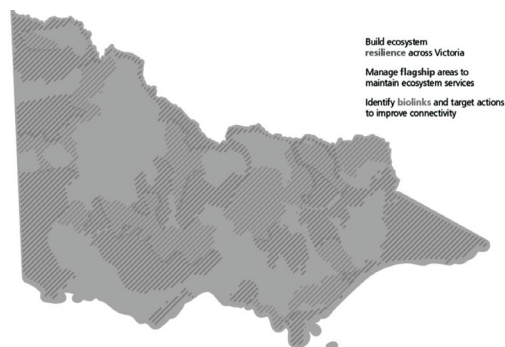 Build ecosystem
resilience across Victoria
Manage flagship areas to
maintain ecosystem services
Identify biolinks and target actions
to improve connectivity